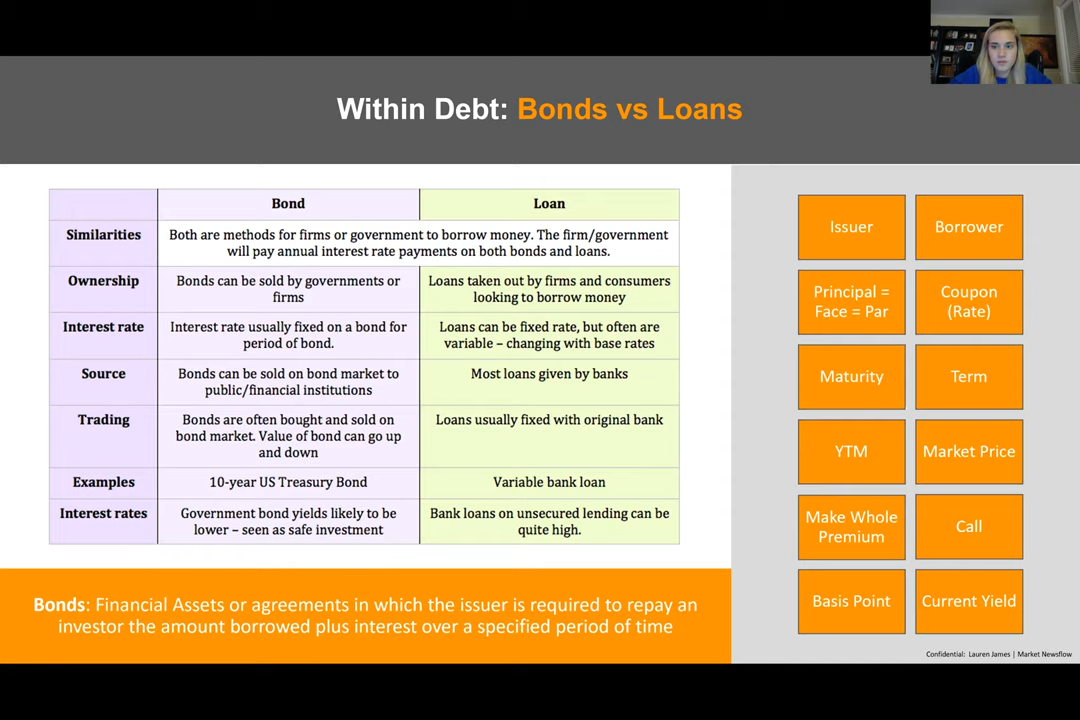 Within Debt: Bonds vs Loans
Bond
Loan
Similarities
Both are methods for firms or government to borrow money. The firm/government
will pay annual interest rate payments on both bonds and loans.
Ownership
Bonds can be sold by governments or
firms
Loans taken out by firms and consumers
looking to borrow money
Interest rate
Interest rate usually fixed on a bond for
period of bond.
Loans can be fixed rate, but often are
variable – changing with base rates
Source
Bonds can be sold on bond market to
public/financial institutions
Most loans given by banks
Trading
Bonds are often bought and sold on
bond market. Value of bond can go up
and down
Loans usually fixed with original bank
Examples
10-year US Treasury Bond
Variable bank loan
Interest rates
Government bond yields likely to be
lower – seen as safe investment
Bank loans on unsecured lending can be
quite high.
Bonds: Financial Assets or agreements in which the issuer is required to repay an
investor the amount borrowed plus interest over a specified period of time
Issuer
Borrower
Principal =
Face = Par
Coupon
(Rate)
Maturity
Term
YTM
Market Price
Make Whole
Premium
Call
Basis Point
Current Yield
Confidential: Lauren James | Market Newsflow